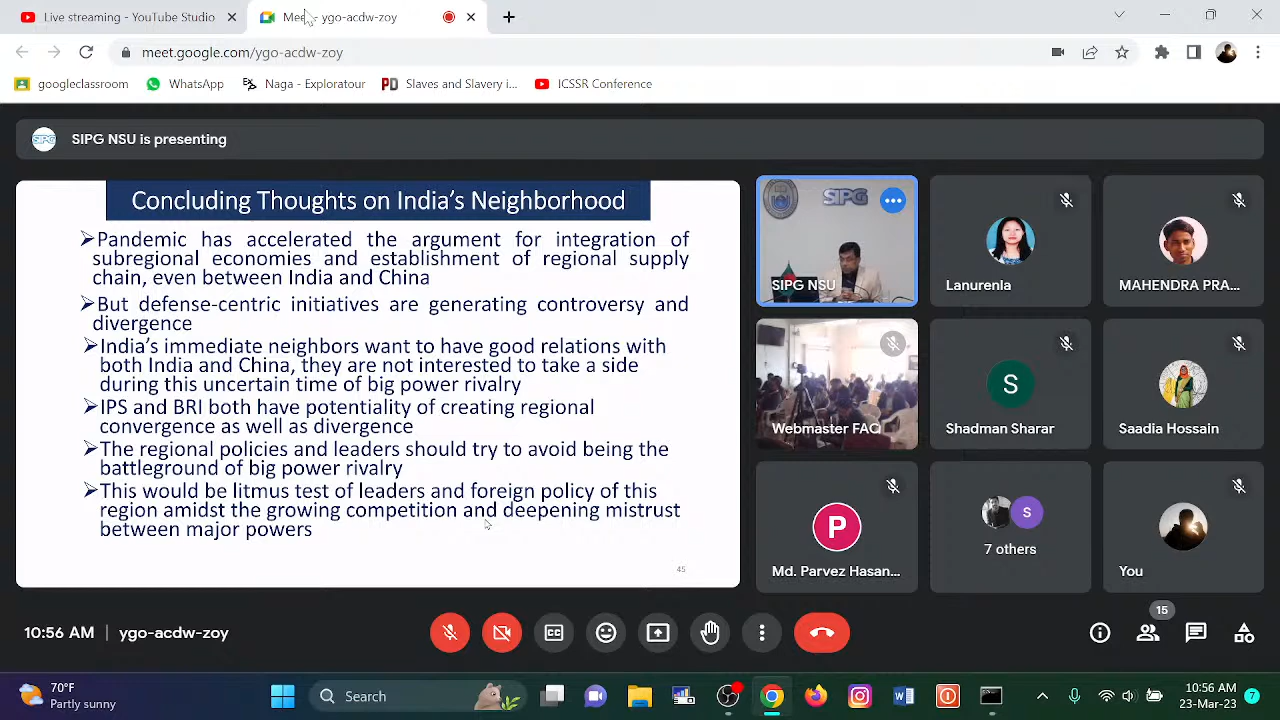 Live streaming - YouTube Studio
Meet - ygo-acdw-zoy
meet.google.com/ygo-acdw-zoy
googleclassroom
WhatsApp
Naga - Exploratour
PD Slaves and Slavery i...
ICSSR Conference
SIPG NSU is presenting
Concluding Thoughts on India's Neighborhood
➢Pandemic has accelerated the argument for integration of
subregional economies and establishment of regional supply
chain, even between India and China
➢But defense-centric initiatives are generating controversy and
divergence
➢India's immediate neighbors want to have good relations with
both India and China, they are not interested to take a side
during this uncertain time of big power rivalry
➢IPS and BRI both have potentiality of creating regional
convergence as well as divergence
➢The regional policies and leaders should try to avoid being the
battleground of big power rivalry
➢This would be litmus test of leaders and foreign policy of this
region amidst the growing competition and deepening mistrust
between major powers
45
SIPG
SIPG NSU
Lanurenla
MAHENDRA PRA...
Webmaster FAC
S
Shadman Sharar
Saadia Hossain
P
Md. Parvez Hasan...
S
7 others
You
10:56 AM | ygo-acdw-zoy
15
70°F
Partly sunny
Search
10:56 AM
23-Mar-23
7